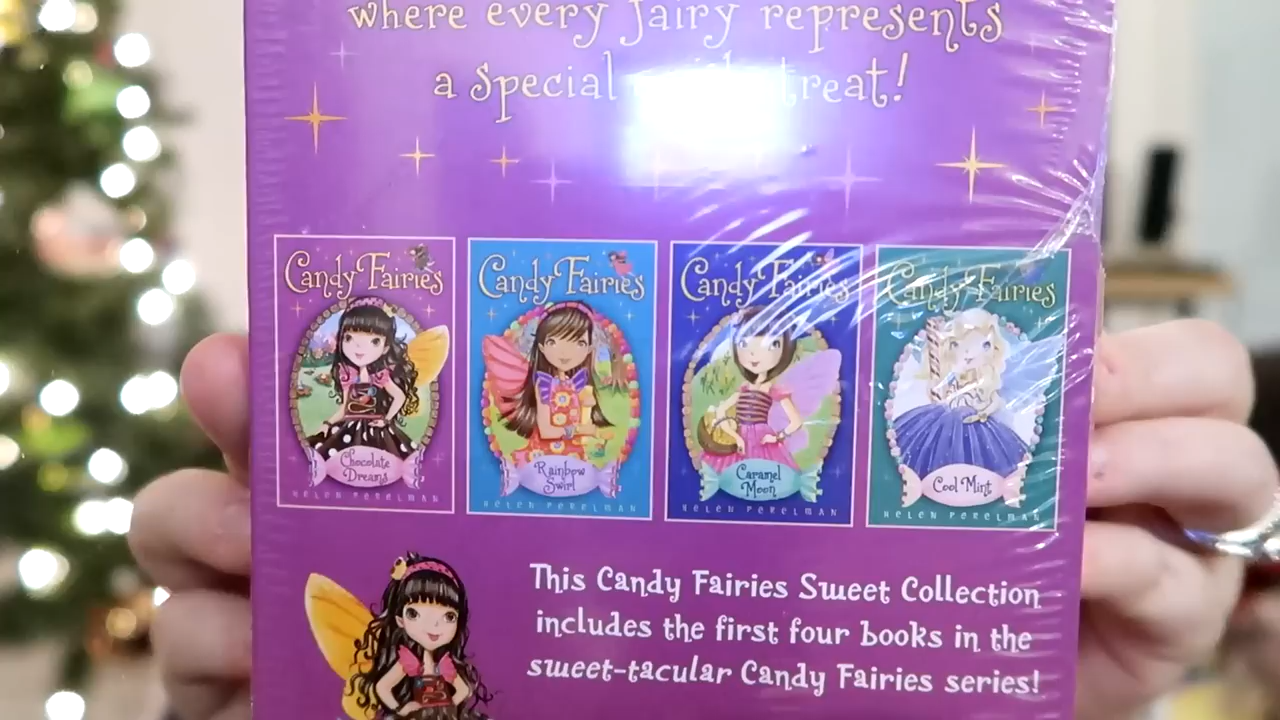 where every fairy represents
a special treat!
Candy Fairies
Chocolate
Dreams
HELEN PERELMAN
Candy Fairies
Rainbow
Swirl
HELEN PERELMAN
Candy Fairies
Caramel
Moon
HELEN PERELMAN
Candy Fairies
Cool Mint
HELEN PERELMAN
This Candy Fairies Sweet Collection
includes the first four books in the
sweet-tacular Candy Fairies series!